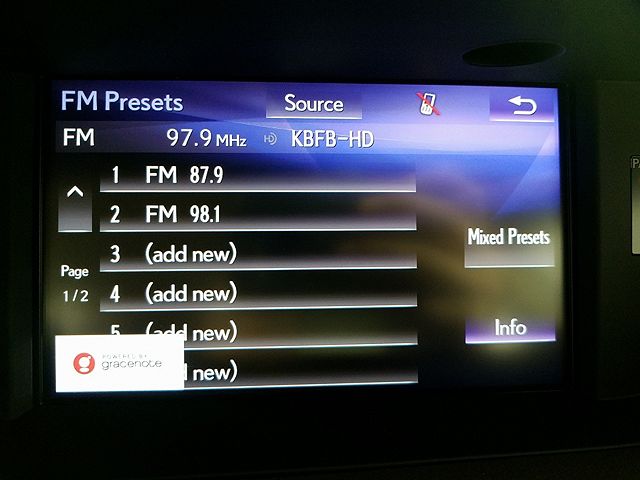 FM Presets Source
FM 97.9 MHz HD KBFB-HD
1 FM 87.9
2 FM 98.1
3 (add new)
Mixed Presets
Page
1/2
4 (add new)
5 (add new)
Info
POWERED BY
gracenote
new)